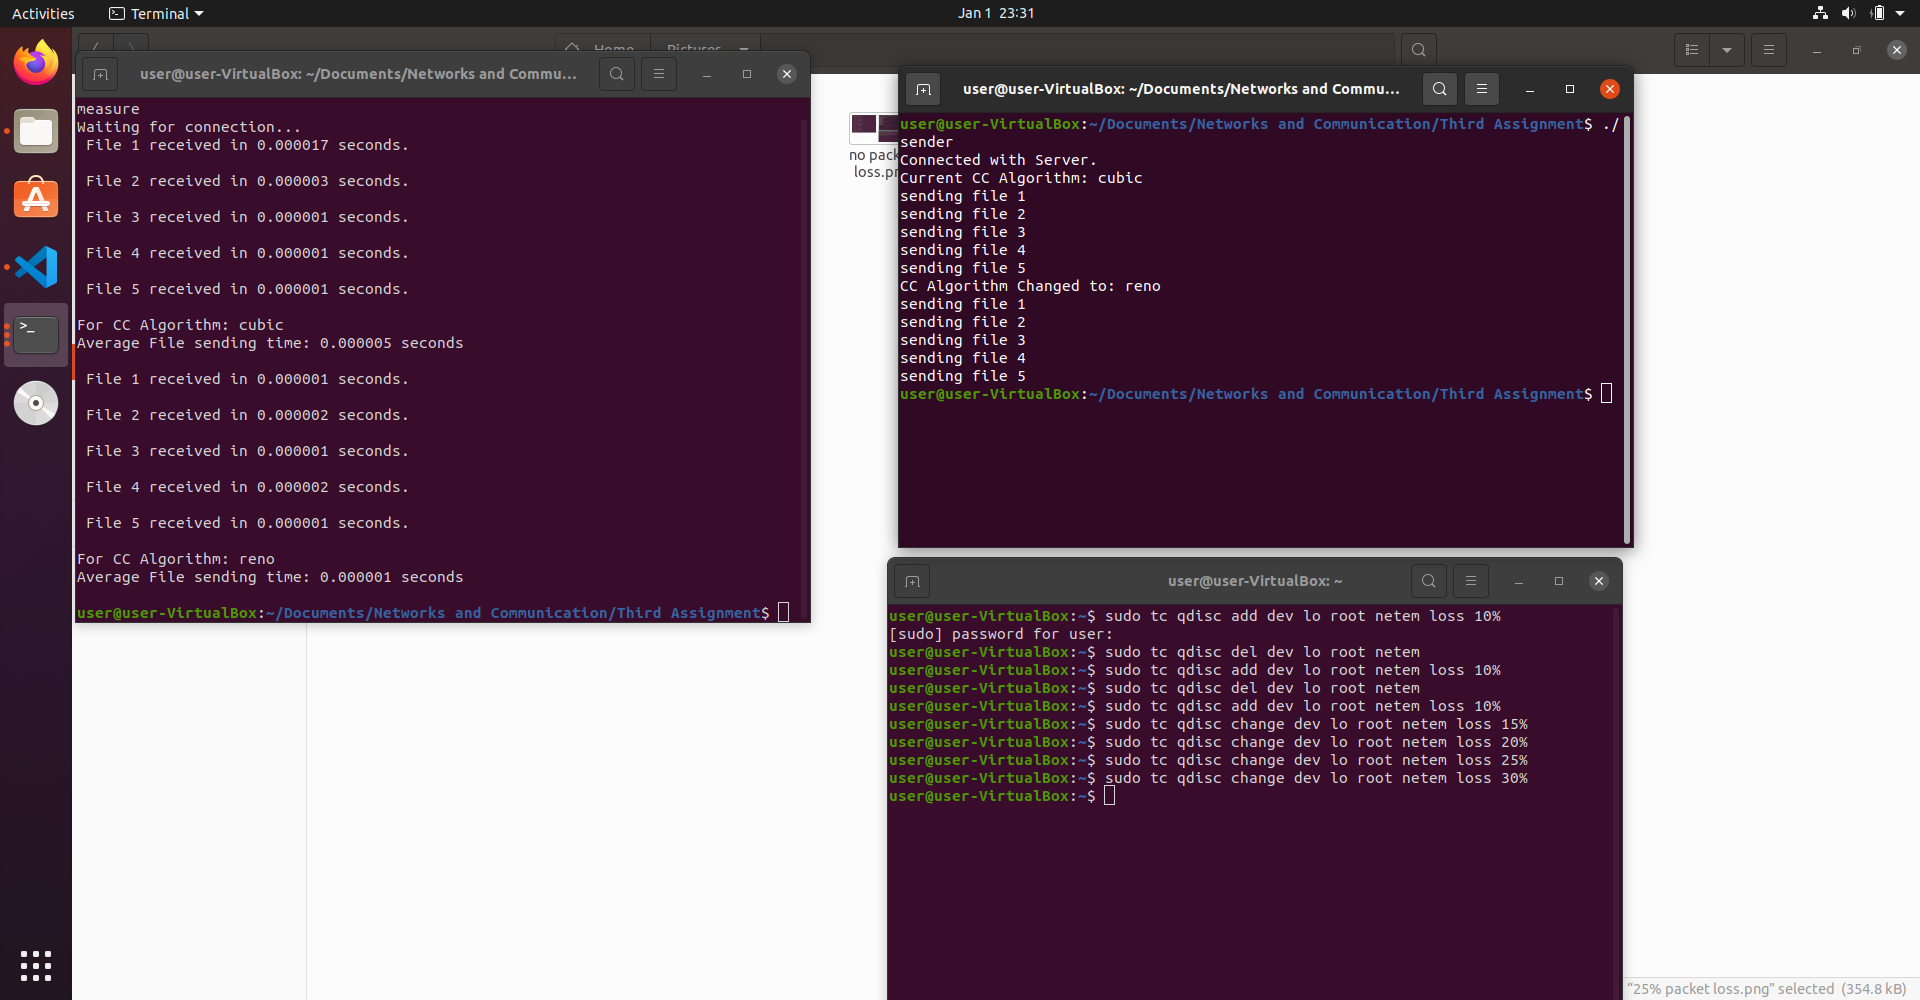 Activities
Terminal
Jan 1 23:31
Home
Pictures
user@user-VirtualBox: ~/Documents/Networks and Commu...
measure
Waiting for connection...
File 1 received in 0.000017 seconds.
File 2 received in 0.000003 seconds.
File 3 received in 0.000001 seconds.
File 4 received in 0.000001 seconds.
File 5 received in 0.000001 seconds.
For CC Algorithm: cubic
Average File sending time: 0.000005 seconds
File 1 received in 0.000001 seconds.
File 2 received in 0.000002 seconds.
File 3 received in 0.000001 seconds.
File 4 received in 0.000002 seconds.
File 5 received in 0.000001 seconds.
For CC Algorithm: reno
Average File sending time: 0.000001 seconds
user@user-VirtualBox:~/Documents/Networks and Communication/Third Assignment$
no pack
loss.pn
user@user-VirtualBox: ~/Documents/Networks and Commu...
user@user-VirtualBox:~/Documents/Networks and Communication/Third Assignment$ ./
sender
Connected with Server.
Current CC Algorithm: cubic
sending file 1
sending file 2
sending file 3
sending file 4
sending file 5
CC Algorithm Changed to: reno
sending file 1
sending file 2
sending file 3
sending file 4
sending file 5
user@user-VirtualBox:~/Documents/Networks and Communication/Third Assignment$
user@user-VirtualBox: ~
user@user-VirtualBox:~$ sudo tc qdisc add dev lo root netem loss 10%
[sudo] password for user:
user@user-VirtualBox:~$ sudo tc qdisc del dev lo root netem
user@user-VirtualBox:~$ sudo tc qdisc add dev lo root netem loss 10%
user@user-VirtualBox:~$ sudo tc qdisc del dev lo root netem
user@user-VirtualBox:~$ sudo tc qdisc add dev lo root netem loss 10%
user@user-VirtualBox:~$ sudo tc qdisc change dev lo root netem loss 15%
user@user-VirtualBox:~$ sudo tc qdisc change dev lo root netem loss 20%
user@user-VirtualBox:~$ sudo tc qdisc change dev lo root netem loss 25%
user@user-VirtualBox:~$ sudo tc qdisc change dev lo root netem loss 30%
user@user-VirtualBox:~$
"25% packet loss.png" selected (354.8 kB)